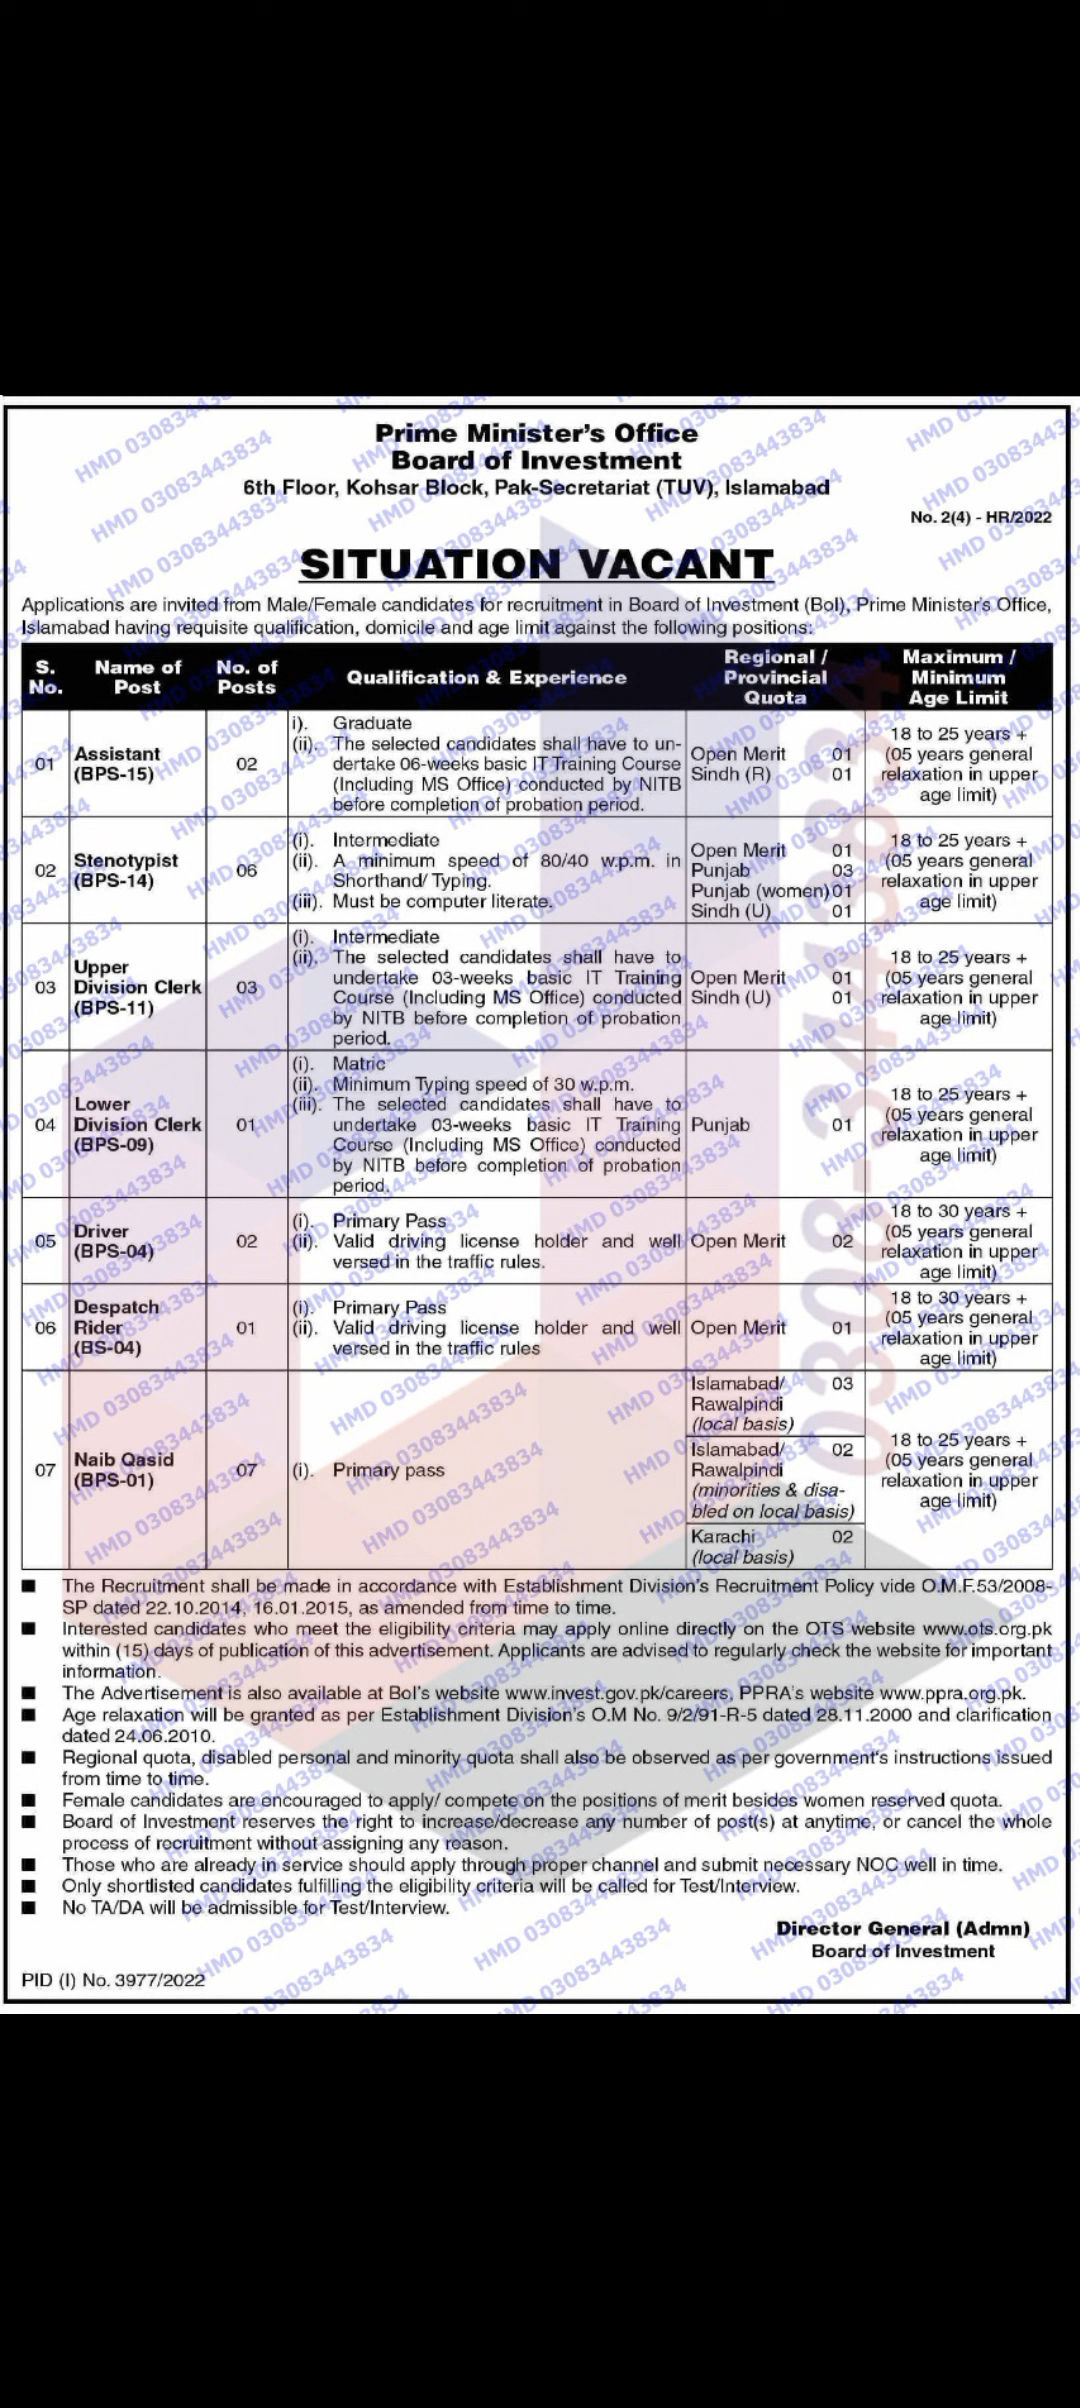 Prime Minister's Office
Board of Investment
6th Floor, Kohsar Block, Pak-Secretariat (TUV), Islamabad
No. 2(4) - HR/2022
SITUATION VACANT
Applications are invited from Male/Female candidates for recruitment in Board of Investment (BoI), Prime Minister's Office,
Islamabad having requisite qualification, domicile and age limit against the following positions:
S. No. Name of Post No. of Posts Qualification & Experience Regional / Provincial Quota Maximum / Minimum Age Limit
01 Assistant (BPS-15) 02
i). Graduate
(ii). The selected candidates shall have to un-
dertake 06-weeks basic IT Training Course
(Including MS Office) conducted by NITB
before completion of probation period.
Open Merit 01
Sindh (R) 01
18 to 25 years +
(05 years general
relaxation in upper
age limit)
02 Stenotypist (BPS-14) 06
(i). Intermediate
(ii). A minimum speed of 80/40 w.p.m. in
Shorthand/ Typing.
(iii). Must be computer literate.
Open Merit 01
Punjab 03
Punjab (women) 01
Sindh (U) 01
18 to 25 years +
(05 years general
relaxation in upper
age limit)
03 Upper Division Clerk (BPS-11) 03
(i). Intermediate
(ii). The selected candidates shall have to
undertake 03-weeks basic IT Training
Course (Including MS Office) conducted
by NITB before completion of probation
period.
Open Merit 01
Sindh (U) 01
18 to 25 years +
(05 years general
relaxation in upper
age limit)
04 Lower Division Clerk (BPS-09) 01
(i). Matric
(ii). Minimum Typing speed of 30 w.p.m.
(iii). The selected candidates shall have to
undertake 03-weeks basic IT Training
Course (Including MS Office) conducted
by NITB before completion of probation
period.
Punjab 01
18 to 25 years +
(05 years general
relaxation in upper
age limit)
05 Driver (BPS-04) 02
(i). Primary Pass
(ii). Valid driving license holder and well
versed in the traffic rules.
Open Merit 02
18 to 30 years +
(05 years general
relaxation in upper
age limit)
06 Despatch Rider (BS-04) 01
(i). Primary Pass
(ii). Valid driving license holder and well
versed in the traffic rules
Open Merit 01
18 to 30 years +
(05 years general
relaxation in upper
age limit)
07 Naib Qasid (BPS-01) 07
(i). Primary pass
Islamabad/ 03
Rawalpindi
(local basis)
Islamabad/ 02
Rawalpindi
(minorities & disa-
bled on local basis)
Karachi 02
(local basis)
18 to 25 years +
(05 years general
relaxation in upper
age limit)
■ The Recruitment shall be made in accordance with Establishment Division's Recruitment Policy vide O.M.F.53/2008-
SP dated 22.10.2014, 16.01.2015, as amended from time to time.
■ Interested candidates who meet the eligibility criteria may apply online directly on the OTS website www.ots.org.pk
within (15) days of publication of this advertisement. Applicants are advised to regularly check the website for important
information.
■ The Advertisement is also available at BoI's website www.invest.gov.pk/careers, PPRA's website www.ppra.org.pk.
■ Age relaxation will be granted as per Establishment Division's O.M No. 9/2/91-R-5 dated 28.11.2000 and clarification
dated 24.06.2010.
■ Regional quota, disabled personal and minority quota shall also be observed as per government's instructions issued
from time to time.
■ Female candidates are encouraged to apply/ compete on the positions of merit besides women reserved quota.
■ Board of Investment reserves the right to increase/decrease any number of post(s) at anytime, or cancel the whole
process of recruitment without assigning any reason.
■ Those who are already in service should apply through proper channel and submit necessary NOC well in time.
■ Only shortlisted candidates fulfilling the eligibility criteria will be called for Test/Interview.
■ No TA/DA will be admissible for Test/Interview.
Director General (Admn)
Board of Investment
PID (I) No. 3977/2022
HMD 03083443834
0308-3443834